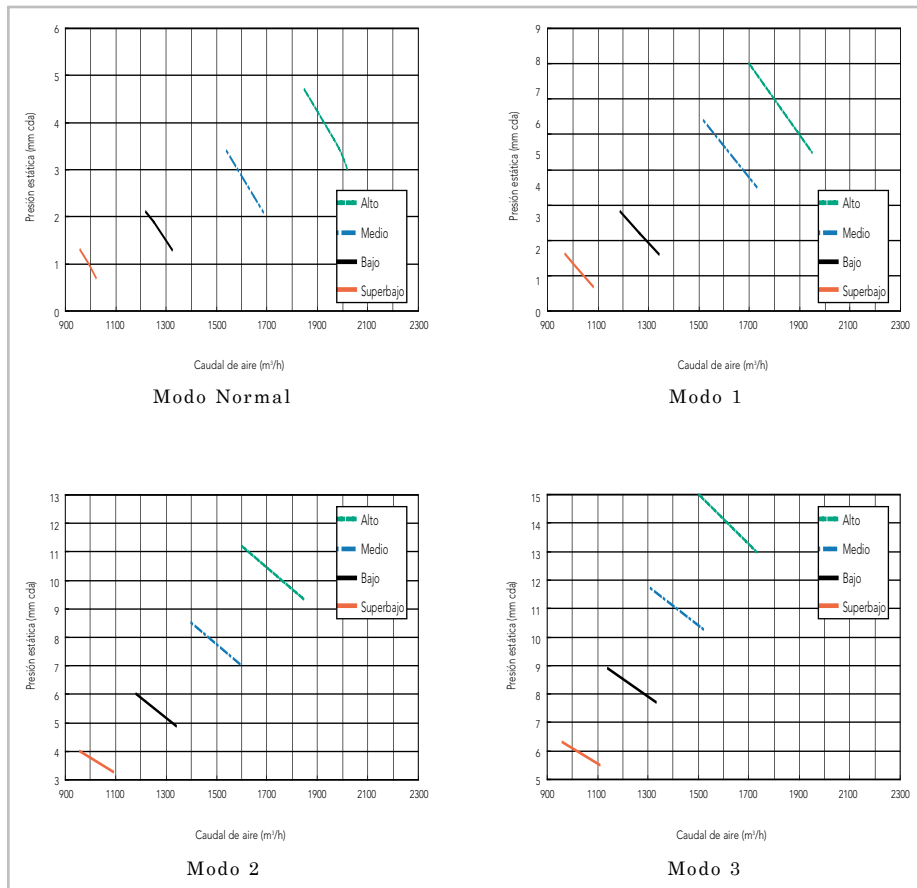 6
5
4
3
2
1
0
Presión estática (mm cda)
Alto
Medio
Bajo
Superbajo
900 1100 1300 1500 1700 1900 2100 2300
Caudal de aire (m³/h)
Modo Normal
9
8
7
6
5
4
3
2
1
0
Presión estática (mm cda)
Alto
Medio
Bajo
Superbajo
900 1100 1300 1500 1700 1900 2100 2300
Caudal de aire (m³/h)
Modo 1
13
12
11
10
9
8
7
6
5
4
3
Presión estática (mm cda)
Alto
Medio
Bajo
Superbajo
900 1100 1300 1500 1700 1900 2100 2300
Caudal de aire (m³/h)
Modo 2
15
14
13
12
11
10
9
8
7
6
5
Presión estática (mm cda)
Alto
Medio
Bajo
Superbajo
900 1100 1300 1500 1700 1900 2100 2300
Caudal de aire (m³/h)
Modo 3